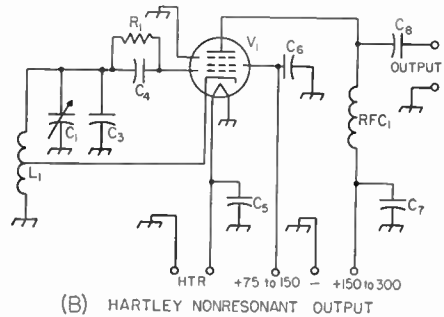 R1
V1
C8
OUTPUT
C6
C4
C1
C3
RFC1
L1
C5
C7
HTR
+75 to 150
−
+150 to 300
(B) HARTLEY NONRESONANT OUTPUT